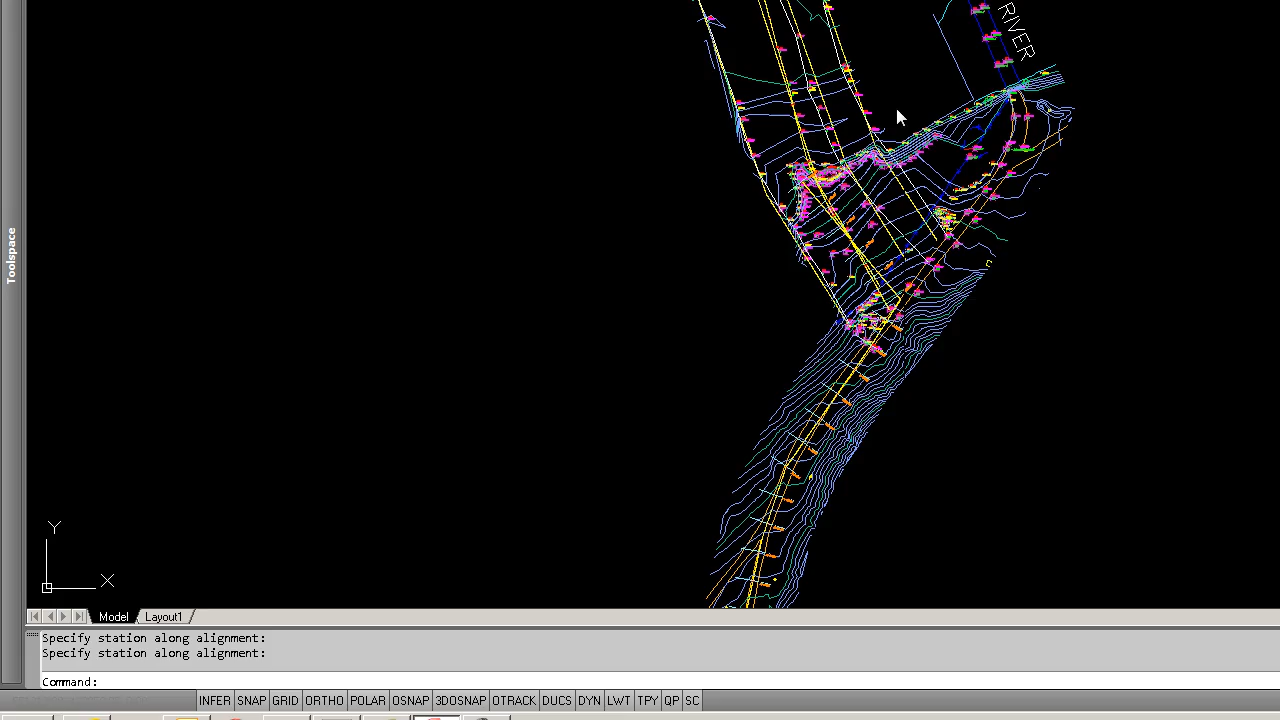 RIVER
Toolspace
Y
X
Model
Layout1
Specify station along alignment:
Specify station along alignment:
Command:
INFER SNAP GRID ORTHO POLAR OSNAP 3DOSNAP OTRACK DUCS DYN LWT TPY QP SC